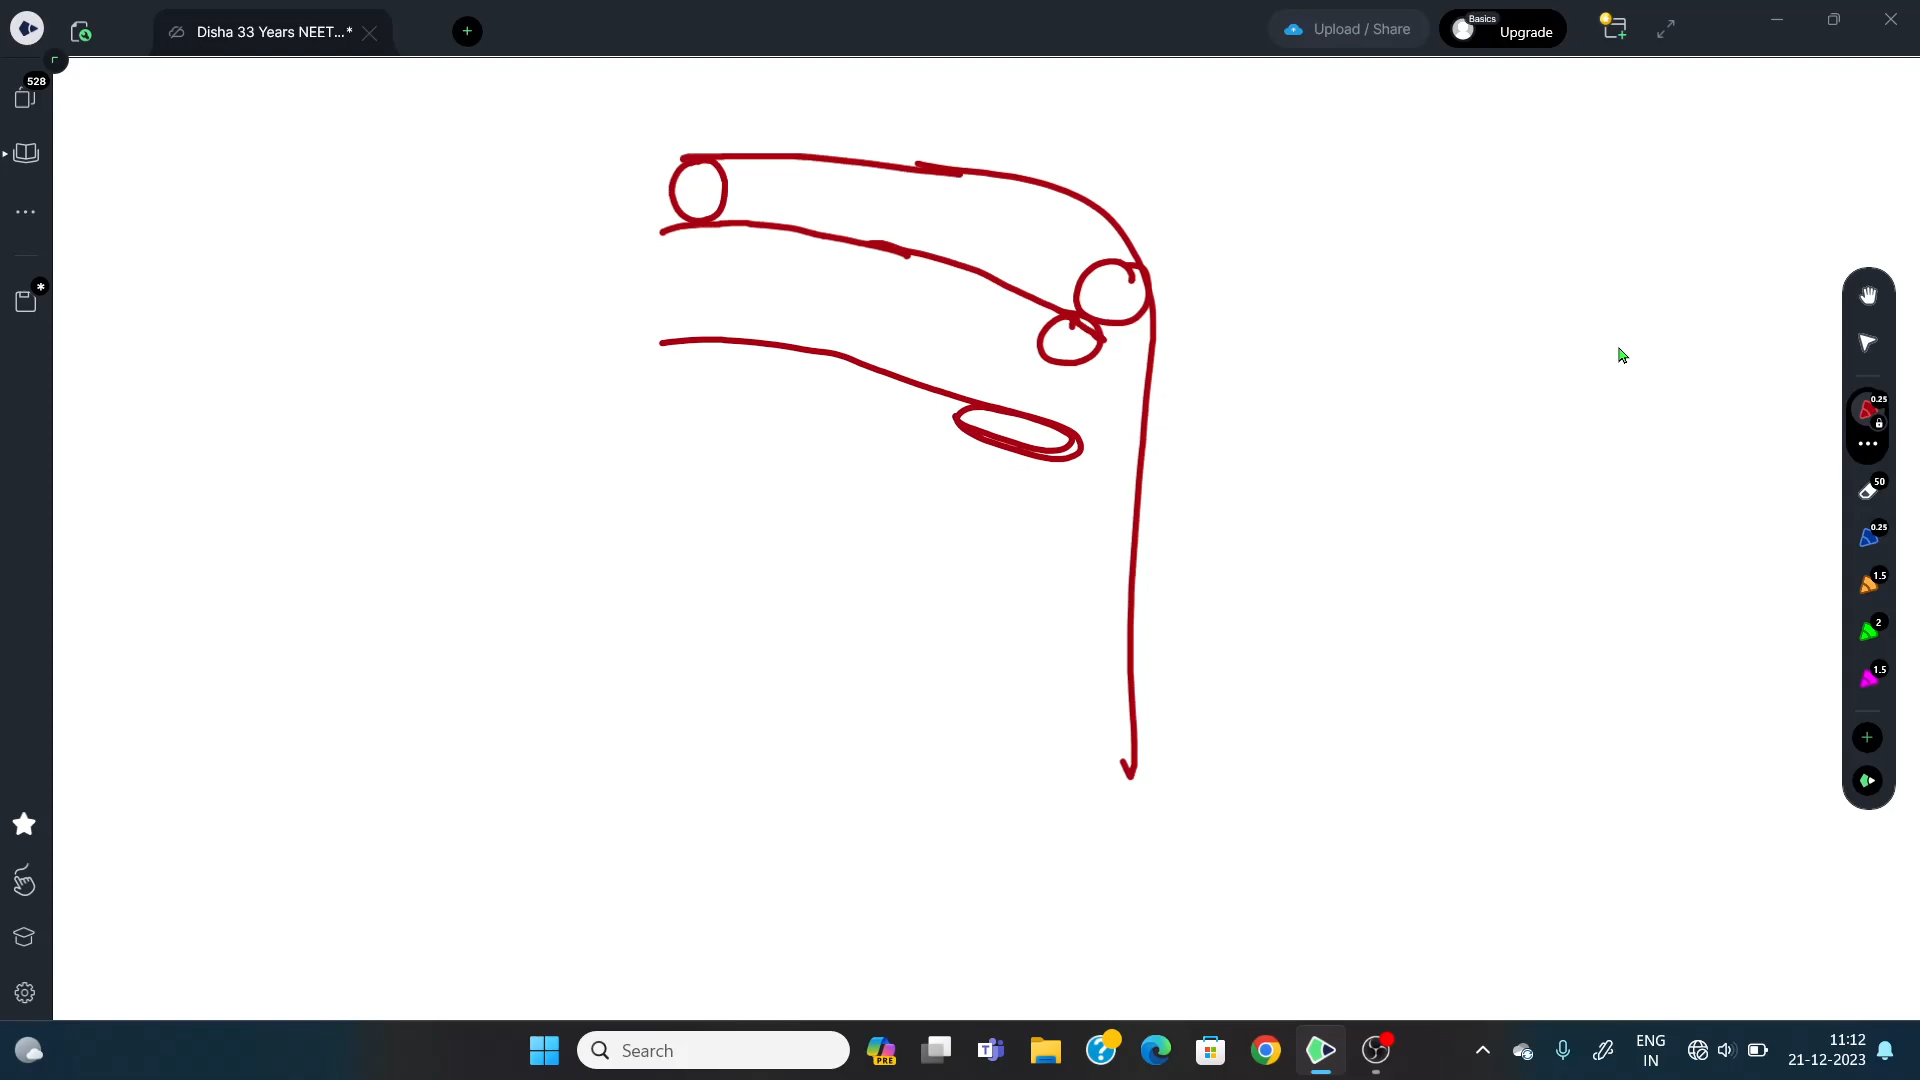 Disha 33 Years NEET...*
Upload / Share
Basics
Upgrade
528
0.25
50
0.25
1.5
2
1.5
Search
PRE
ENG
IN
11:12
21-12-2023